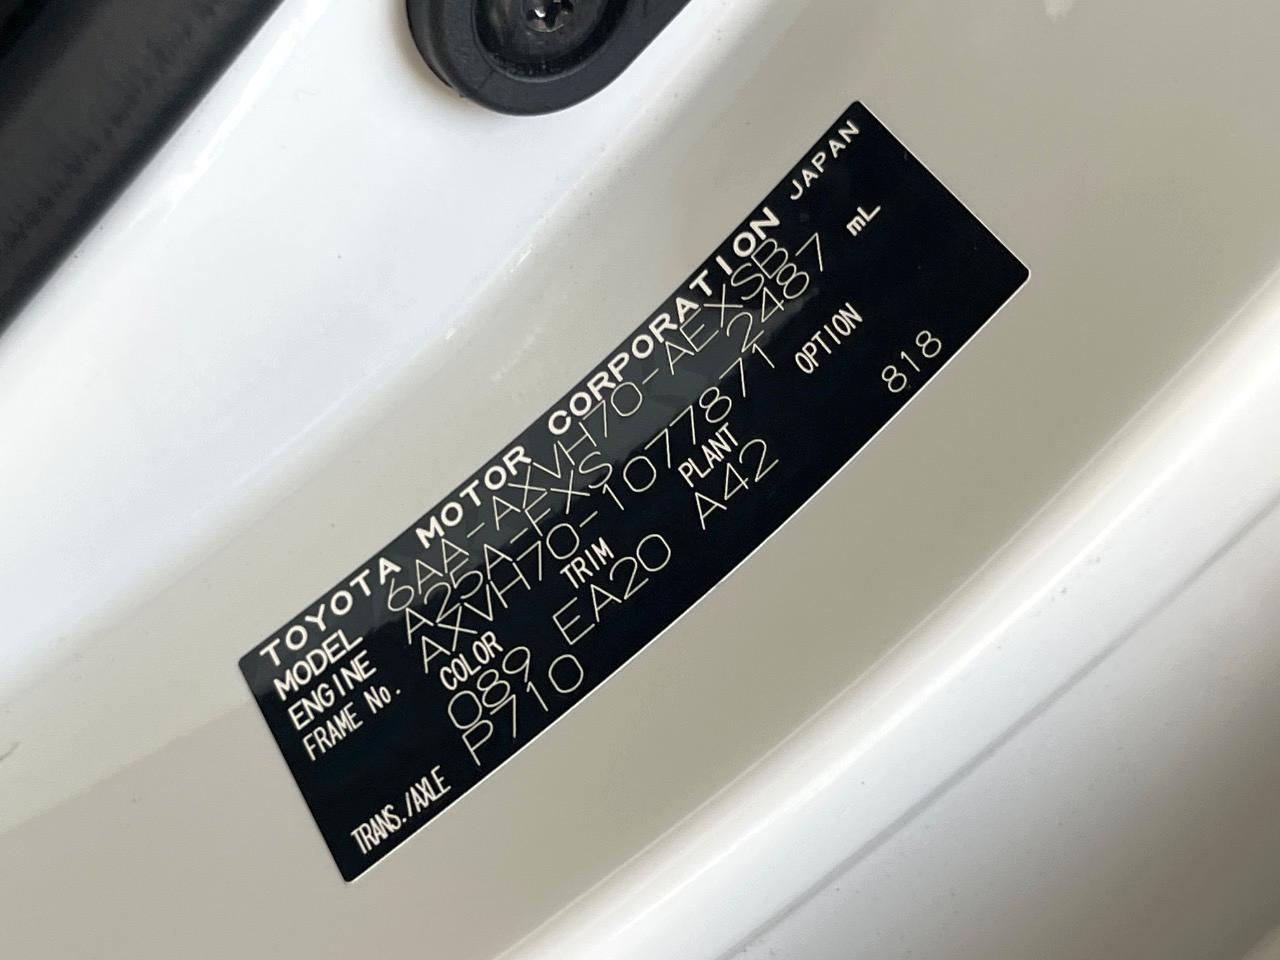 TOYOTA MOTOR CORPORATION JAPAN
MODEL 6AA-AXVH70-AEXSB
ENGINE A25A-FXS 2487 mL
FRAME No. AXVH70-1077871
COLOR TRIM PLANT OPTION
089 EA20 A42 818
TRANS./AXLE P710